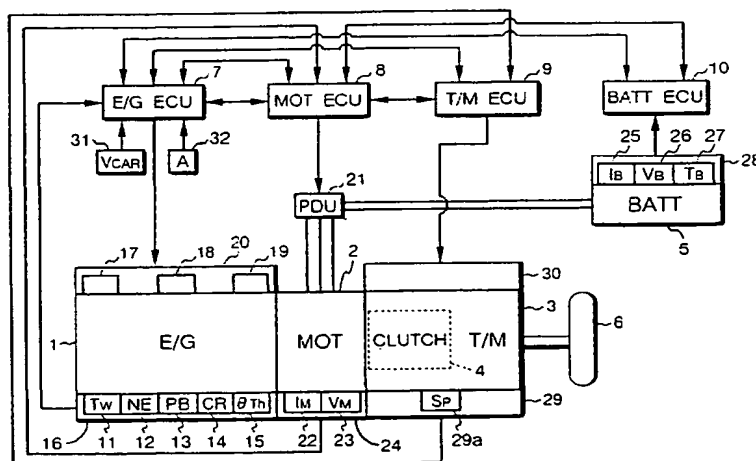 7 8 9 10
E/G ECU MOT ECU T/M ECU BATT ECU
31 32 25 26 27
VCAR A 28
21 IB VB TB
PDU BATT
5
17 18 20 19 2
30
3 6
1 E/G MOT CLUTCH T/M
4
TW NE PB CR θTh IM VM SP 29
16 11 12 13 14 15 22 23 24 29a